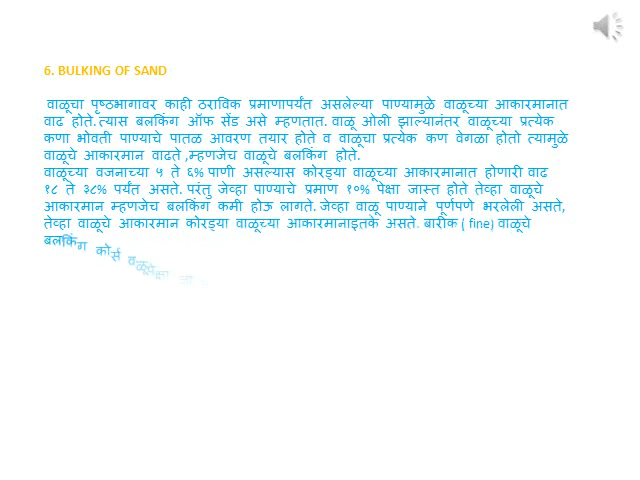 6. BULKING OF SAND
वाळूचा पृष्ठभागावर काही ठराविक प्रमाणापर्यंत असलेल्या पाण्यामुळे वाळूच्या आकारमानात
वाढ होते. त्यास बलकिंग ऑफ सेंड असे म्हणतात. वाळू ओली झाल्यानंतर वाळूच्या प्रत्येक
कणा भोवती पाण्याचे पातळ आवरण तयार होते व वाळूचा प्रत्येक कण वेगळा होतो त्यामुळे
वाळूचे आकारमान वाढते ,म्हणजेच वाळूचे बलकिंग होते.
वाळूच्या वजनाच्या ५ ते ६% पाणी असल्यास कोरड्या वाळूच्या आकारमानात होणारी वाढ
१८ ते ३८% पर्यंत असते. परंतु जेव्हा पाण्याचे प्रमाण १०% पेक्षा जास्त होते तेव्हा वाळूचे
आकारमान म्हणजेच बलकिंग कमी होऊ लागते. जेव्हा वाळू पाण्याने पूर्णपणे भरलेली असते,
तेव्हा वाळूचे आकारमान कोरड्या वाळूच्या आकारमानाइतके असते. बारीक ( fine) वाळूचे
बलकिंग कोर्स वाळूपेक्षा